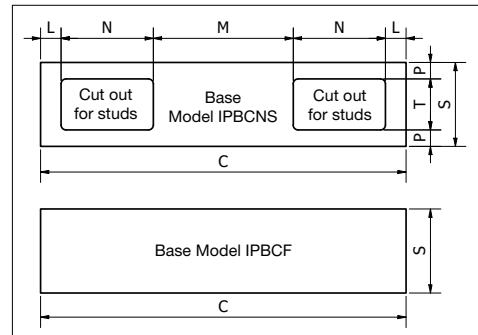 L N M N L
Cut out
for studs
Base
Model IPBCNS
Cut out
for studs
P
T
P
S
C
Base Model IPBCF
S
C